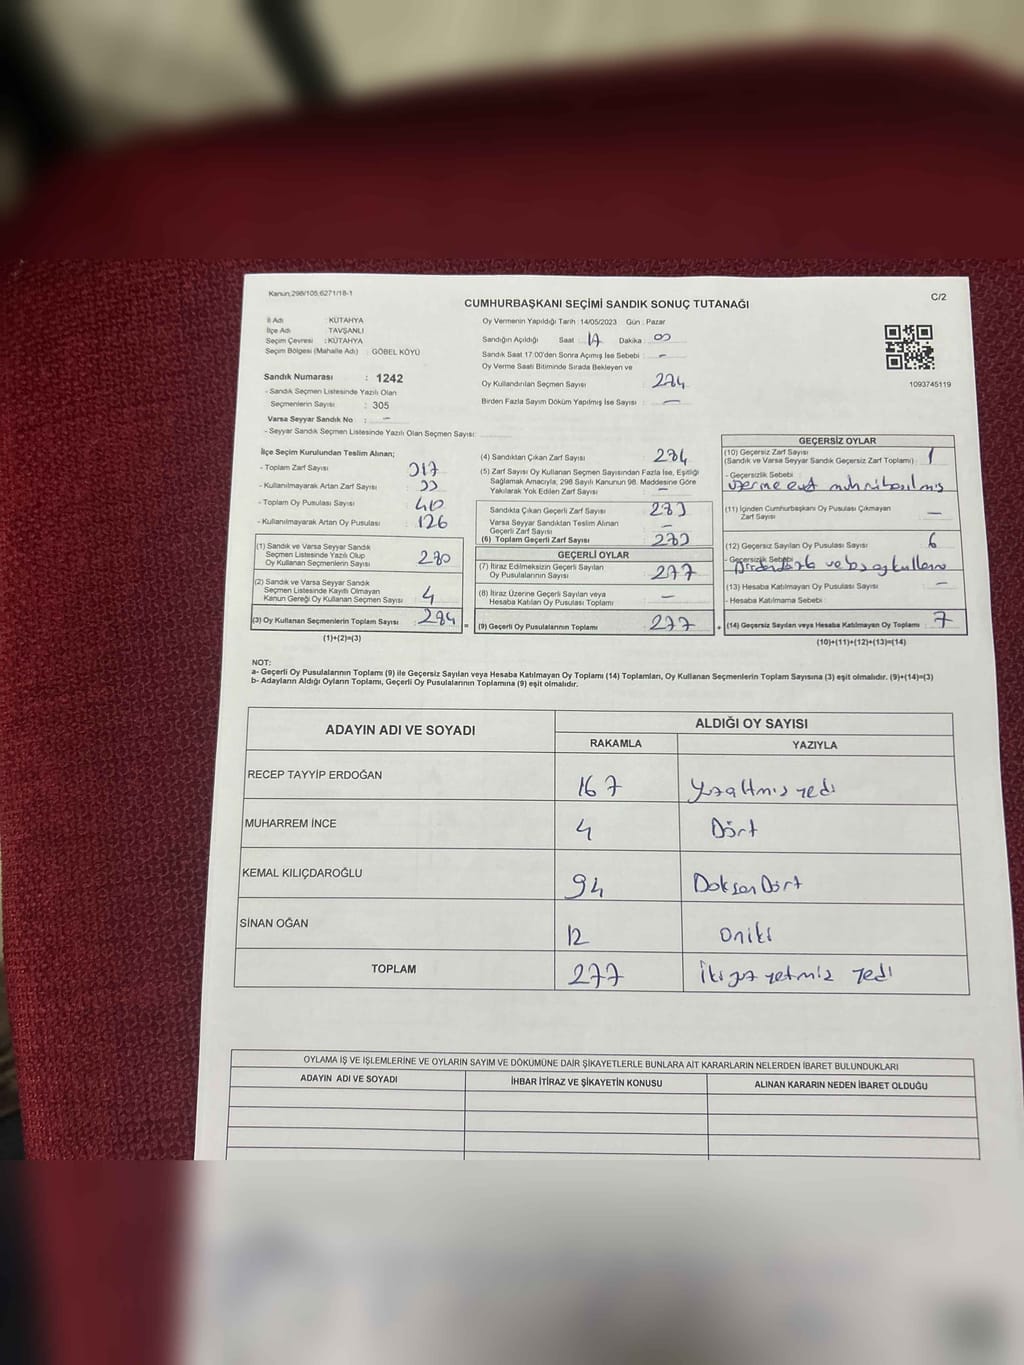 Kanun;298/105;6271/18-1
C/2
CUMHURBAŞKANI SEÇİMİ SANDIK SONUÇ TUTANAĞI
İl Adı : KÜTAHYA
İlçe Adı : TAVŞANLI
Seçim Çevresi : KÜTAHYA
Seçim Bölgesi (Mahalle Adı) : GÖBEL KÖYÜ
Sandık Numarası : 1242
- Sandık Seçmen Listesinde Yazılı Olan
Seçmenlerin Sayısı : 305
Varsa Seyyar Sandık No : -
- Seyyar Sandık Seçmen Listesinde Yazılı Olan Seçmen Sayısı:
Oy Vermenin Yapıldığı Tarih : 14/05/2023 Gün : Pazar
Sandığın Açıldığı Saat : 17 Dakika : 00
Sandık Saat 17:00'den Sonra Açımış İse Sebebi : -
Oy Verme Saati Bitiminde Sırada Bekleyen ve
Oy Kullandırılan Seçmen Sayısı : 284
Birden Fazla Sayım Döküm Yapılmış İse Sayısı : -
1093745119
İlçe Seçim Kurulundan Teslim Alınan;
- Toplam Zarf Sayısı : 317
- Kullanılmayarak Artan Zarf Sayısı : 33
- Toplam Oy Pusulası Sayısı : 410
- Kullanılmayarak Artan Oy Pusulası : 126
(1) Sandık ve Varsa Seyyar Sandık
Seçmen Listesinde Yazılı Olup
Oy Kullanan Seçmenlerin Sayısı : 280
(2) Sandık ve Varsa Seyyar Sandık
Seçmen Listesinde Kayıtlı Olmayan
Kanun Gereği Oy Kullanan Seçmen Sayısı : 4
(3) Oy Kullanan Seçmenlerin Toplam Sayısı : 284
(1)+(2)=(3)
(4) Sandıktan Çıkan Zarf Sayısı : 284
(5) Zarf Sayısı Oy Kullanan Seçmen Sayısından Fazla İse, Eşitliği
Sağlamak Amacıyla, 298 Sayılı Kanunun 98. Maddesine Göre
Yakılarak Yok Edilen Zarf Sayısı : -
Sandıkta Çıkan Geçerli Zarf Sayısı : 283
Varsa Seyyar Sandıktan Teslim Alınan
Geçerli Zarf Sayısı : -
(6) Toplam Geçerli Zarf Sayısı : 283
GEÇERLİ OYLAR
(7) İtiraz Edilmeksizin Geçerli Sayılan
Oy Pusulalarının Sayısı : 277
(8) İtiraz Üzerine Geçerli Sayılan veya
Hesaba Katılan Oy Pusulası Toplamı : -
= (9) Geçerli Oy Pusulalarının Toplamı : 277
GEÇERSİZ OYLAR
(10) Geçersiz Zarf Sayısı
(Sandık ve Varsa Seyyar Sandık Geçersiz Zarf Toplamı) : 1
- Geçersizlik Sebebi
üzerine evet mührü basılmış
(11) İçinden Cumhurbaşkanı Oy Pusulası Çıkmayan
Zarf Sayısı : -
(12) Geçersiz Sayılan Oy Pusulası Sayısı : 6
- Geçersizlik Sebebi
(13) Hesaba Katılmayan Oy Pusulası Sayısı : -
- Hesaba Katılmama Sebebi :
+ (14) Geçersiz Sayılan veya Hesaba Katılmayan Oy Toplamı : 7
(10)+(11)+(12)+(13)=(14)
NOT:
a- Geçerli Oy Pusulalarının Toplamı (9) ile Geçersiz Sayılan veya Hesaba Katılmayan Oy Toplamı (14) Toplamları, Oy Kullanan Seçmenlerin Toplam Sayısına (3) eşit olmalıdır. (9)+(14)=(3)
b- Adayların Aldığı Oyların Toplamı, Geçerli Oy Pusulalarının Toplamına (9) eşit olmalıdır.
ADAYIN ADI VE SOYADI ALDIĞI OY SAYISI
RAKAMLA YAZIYLA
RECEP TAYYİP ERDOĞAN 167 yüzaltmış yedi
MUHARREM İNCE 4 Dört
KEMAL KILIÇDAROĞLU 94 Doksan Dört
SİNAN OĞAN 12 oniki
TOPLAM 277 İkiyüz yetmiş yedi
OYLAMA İŞ VE İŞLEMLERİNE VE OYLARIN SAYIM VE DÖKÜMÜNE DAİR ŞİKAYETLERLE BUNLARA AİT KARARLARIN NELERDEN İBARET BULUNDUKLARI
ADAYIN ADI VE SOYADI İHBAR İTİRAZ VE ŞİKAYETİN KONUSU ALINAN KARARIN NEDEN İBARET OLDUĞU